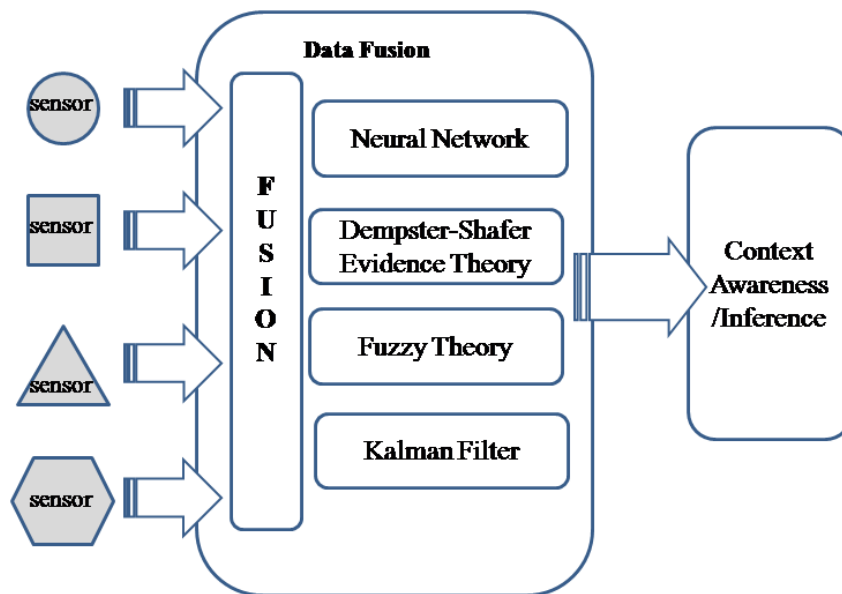 Data Fusion
sensor
sensor
sensor
sensor
F
U
S
I
O
N
Neural Network
Dempster-Shafer
Evidence Theory
Fuzzy Theory
Kalman Filter
Context
Awareness
/Inference